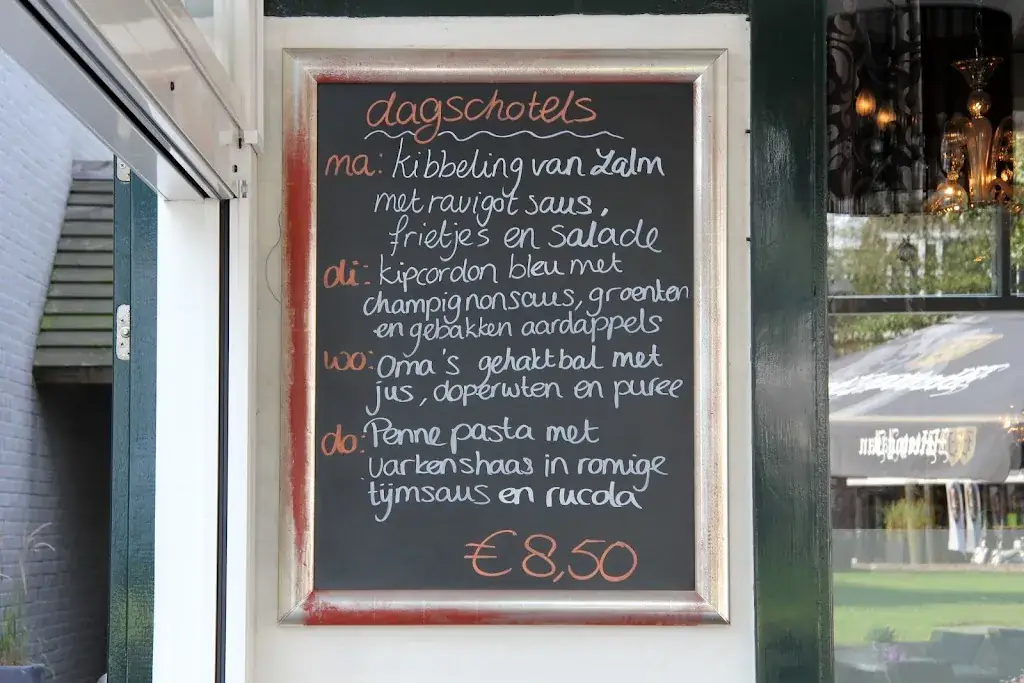 dagschotels
ma: kibbeling van Zalm
met ravigot saus,
frietjes en salade
di: kipcordon bleu met
champignonsaus, groenten
en gebakken aardappels
wo: Oma's gehaktbal met
jus, doperwten en puree
do: Penne pasta met
varkenshaas in romige
tijmsaus en rucola
€8,50